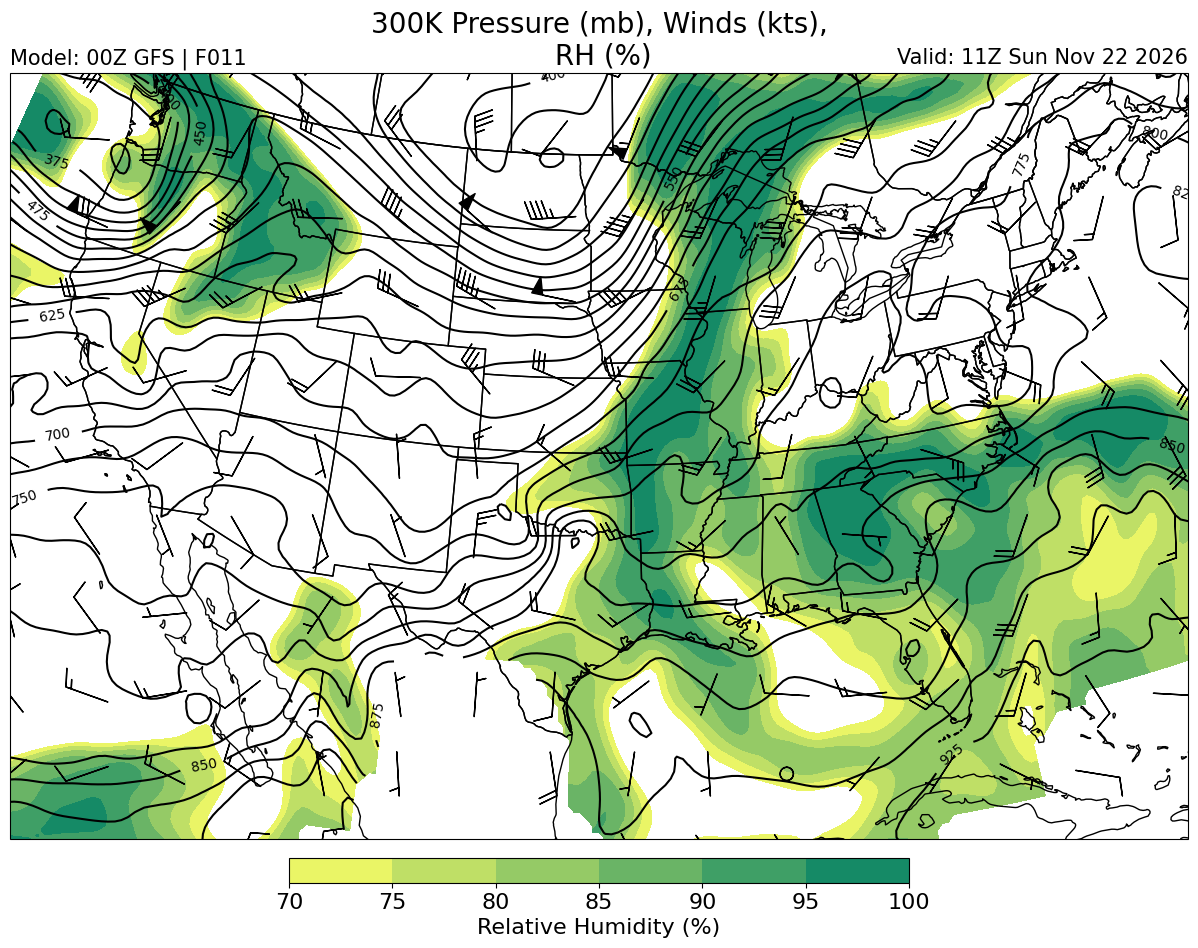 300K Pressure (mb), Winds (kts),
RH (%)
Model: 00Z GFS | F011
Valid: 11Z Sun Nov 22 2026
400
450
375
475
550
800
775
625
675
700
750
850
875
850
925
70 75 80 85 90 95 100
Relative Humidity (%)